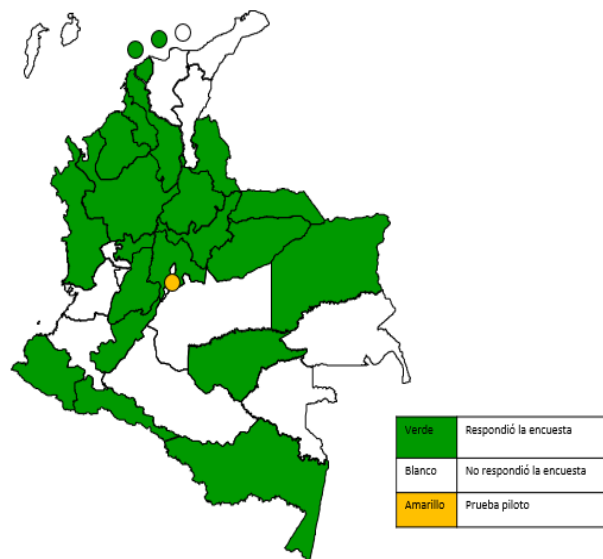 Verde Respondió la encuesta
Blanco No respondió la encuesta
Amarillo Prueba piloto